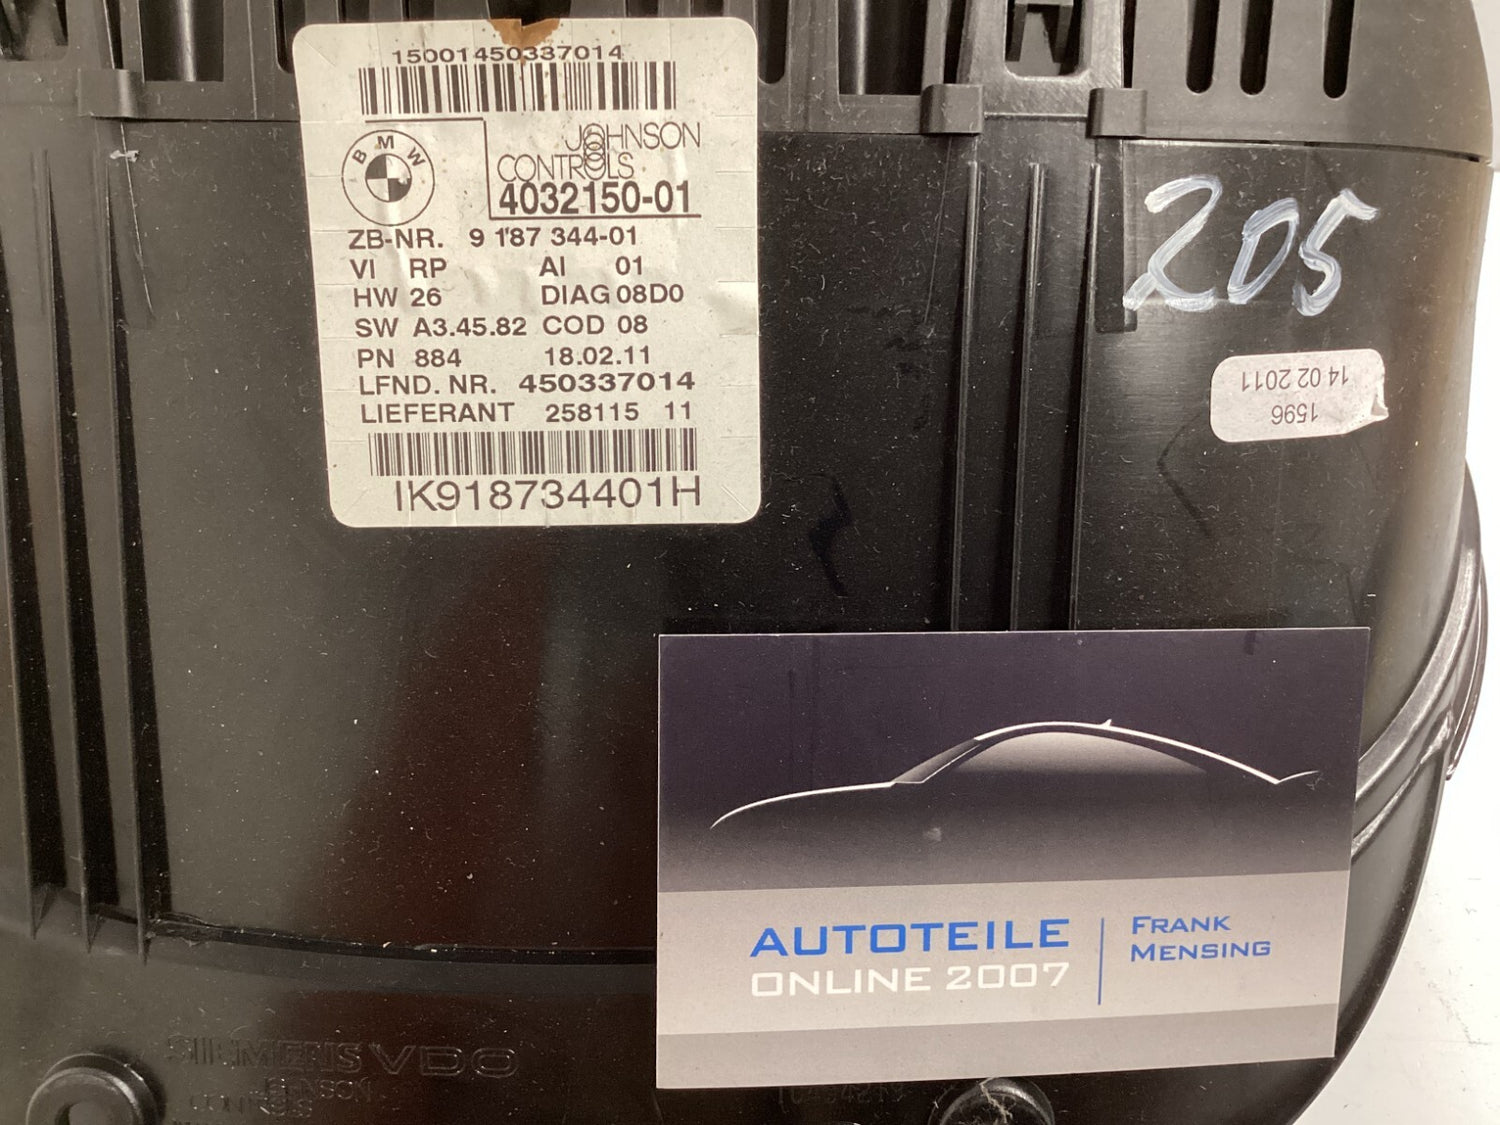 15001450337014
BMW
JOHNSON
CONTROLS
4032150-01
ZB-NR. 9 187 344-01
VI RP AI 01
HW 26 DIAG 08D0
SW A3.45.82 COD 08
PN 884 18.02.11
LFND. NR. 450337014
LIEFERANT 258115 11
IK918734401H
205
1596
14 02 2011
AUTOTEILE
ONLINE 2007
FRANK
MENSING
SIEMENS VDO
JOHNSON
CONTROLS